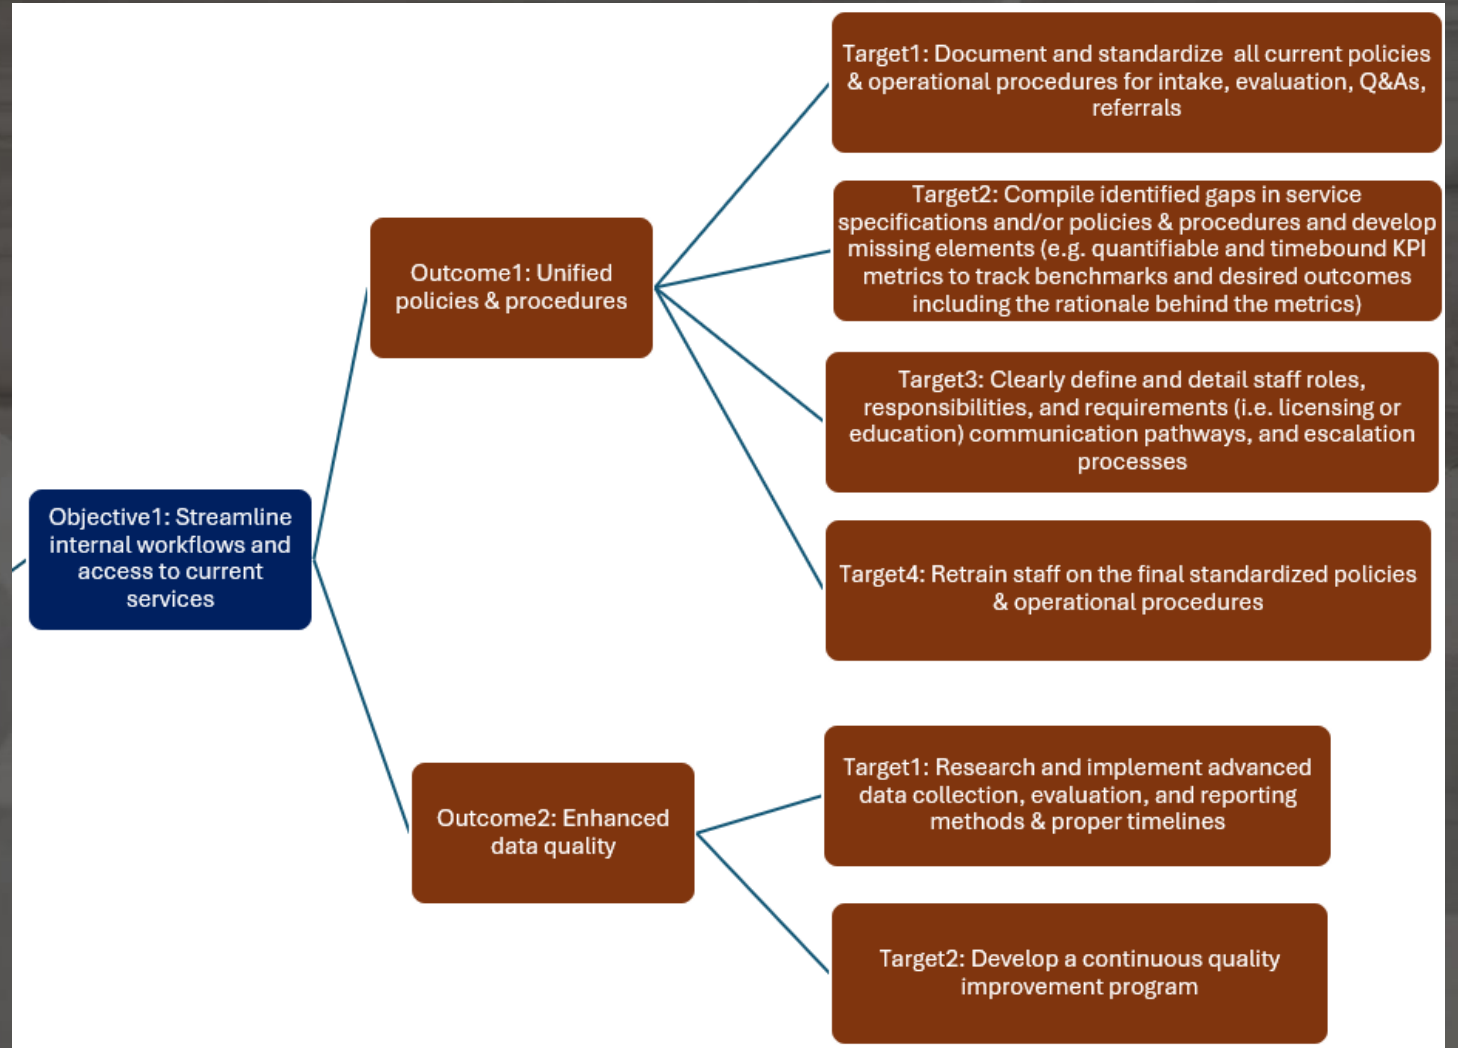 Objective1: Streamline
internal workflows and
access to current
services
Outcome1: Unified
policies & procedures
Target1: Document and standardize  all current policies
& operational procedures for intake, evaluation, Q&As,
referrals
Target2: Compile identified gaps in service
specifications and/or policies & procedures and develop
missing elements (e.g. quantifiable and timebound KPI
metrics to track benchmarks and desired outcomes
including the rationale behind the metrics)
Target3: Clearly define and detail staff roles,
responsibilities, and requirements (i.e. licensing or
education) communication pathways, and escalation
processes
Target4: Retrain staff on the final standardized policies
& operational procedures
Outcome2: Enhanced
data quality
Target1: Research and implement advanced
data collection, evaluation, and reporting
methods & proper timelines
Target2: Develop a continuous quality
improvement program